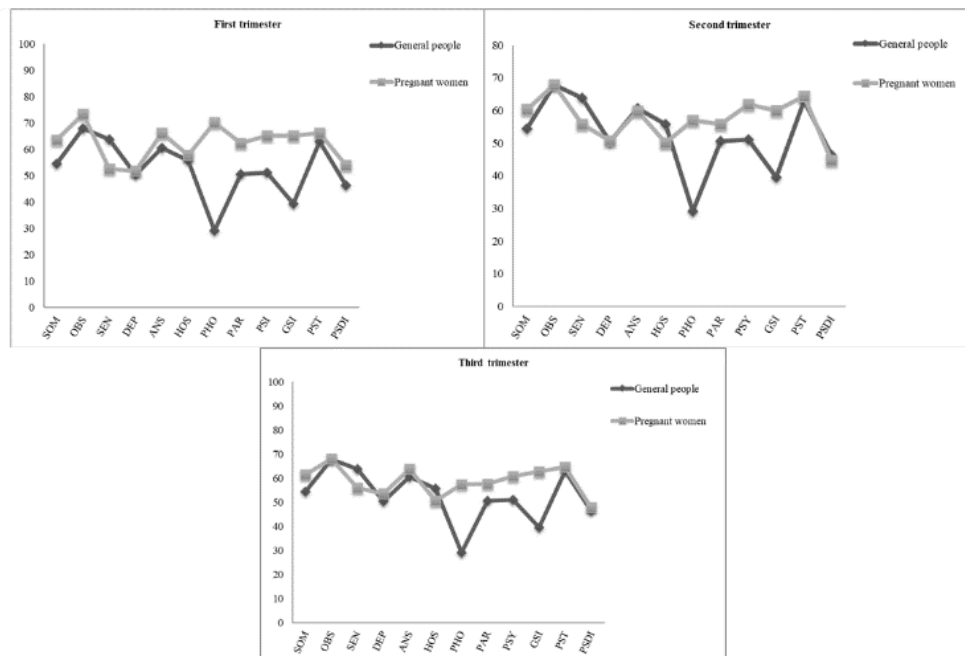 First trimester
General people
Pregnant women
100
90
80
70
60
50
40
30
20
10
0
SOM OBS SEN DEP ANS HOS PHO PAR PSI GSI PST PSDI
Second trimester
General people
Pregnant women
80
70
60
50
40
30
20
10
0
SOM OBS SEN DEP ANS HOS PHO PAR PSY GSI PST PSDI
Third trimester
General people
Pregnant women
100
90
80
70
60
50
40
30
20
10
0
SOM OBS SEN DEP ANS HOS PHO PAR PSY GSI PST PSDI